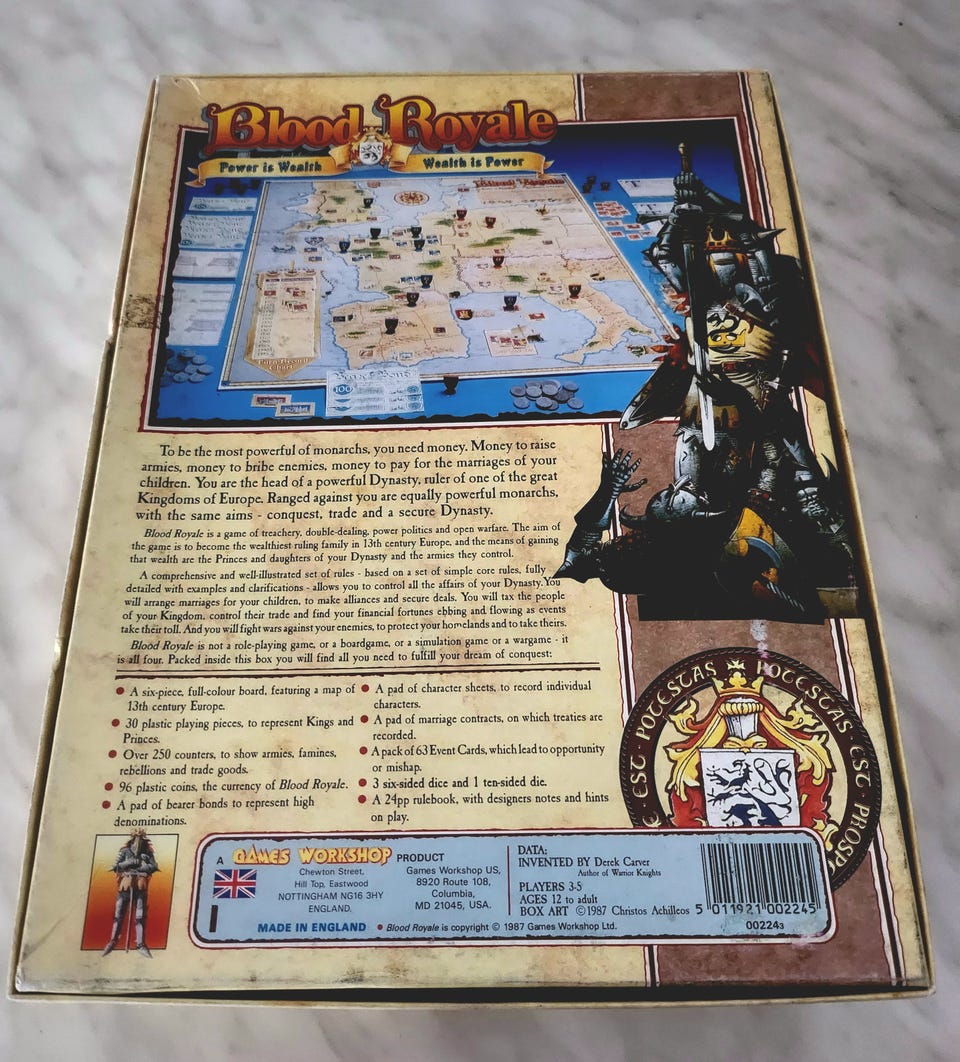 Blood Royale
Power is Wealth
Wealth is Power
Turn Record
Chart
100
To be the most powerful of monarchs, you need money. Money to raise
armies, money to bribe enemies, money to pay for the marriages of your
children. You are the head of a powerful Dynasty, ruler of one of the great
Kingdoms of Europe. Ranged against you are equally powerful monarchs,
with the same aims - conquest, trade and a secure Dynasty.
Blood Royale is a game of treachery, double-dealing, power politics and open warfare. The aim of
the game is to become the wealthiest ruling family in 13th century Europe, and the means of gaining
that wealth are the Princes and daughters of your Dynasty and the armies they control.
A comprehensive and well-illustrated set of rules - based on a set of simple core rules, fully
detailed with examples and clarifications - allows you to control all the affairs of your Dynasty. You
will arrange marriages for your children, to make alliances and secure deals. You will tax the people
of your Kingdom, control their trade and find your financial fortunes ebbing and flowing as events
take their toll. And you will fight wars against your enemies, to protect your homelands and to take theirs.
Blood Royale is not a role-playing game, or a boardgame, or a simulation game or a wargame - it
is all four. Packed inside this box you will find all you need to fulfill your dream of conquest:
• A six-piece, full-colour board, featuring a map of
13th century Europe.
• 30 plastic playing pieces, to represent Kings and
Princes.
• Over 250 counters, to show armies, famines,
rebellions and trade goods.
• 96 plastic coins, the currency of Blood Royale.
• A pad of bearer bonds to represent high
denominations.
• A pad of character sheets, to record individual
characters.
• A pad of marriage contracts, on which treaties are
recorded.
• A pack of 63 Event Cards, which lead to opportunity
or mishap.
• 3 six-sided dice and 1 ten-sided die.
• A 24pp rulebook, with designers notes and hints
on play.
EST · POTESTAS POTESTAS EST PROSP
A GAMES WORKSHOP PRODUCT
Chewton Street,
Hill Top, Eastwood
NOTTINGHAM NG16 3HY
ENGLAND.
Games Workshop US,
8920 Route 108,
Columbia,
MD 21045, USA.
MADE IN ENGLAND • Blood Royale is copyright © 1987 Games Workshop Ltd.
DATA:
INVENTED BY Derek Carver
Author of Warrior Knights
PLAYERS 3-5
AGES 12 to adult
BOX ART ©1987 Christos Achilleos
5 011921 002245
002243